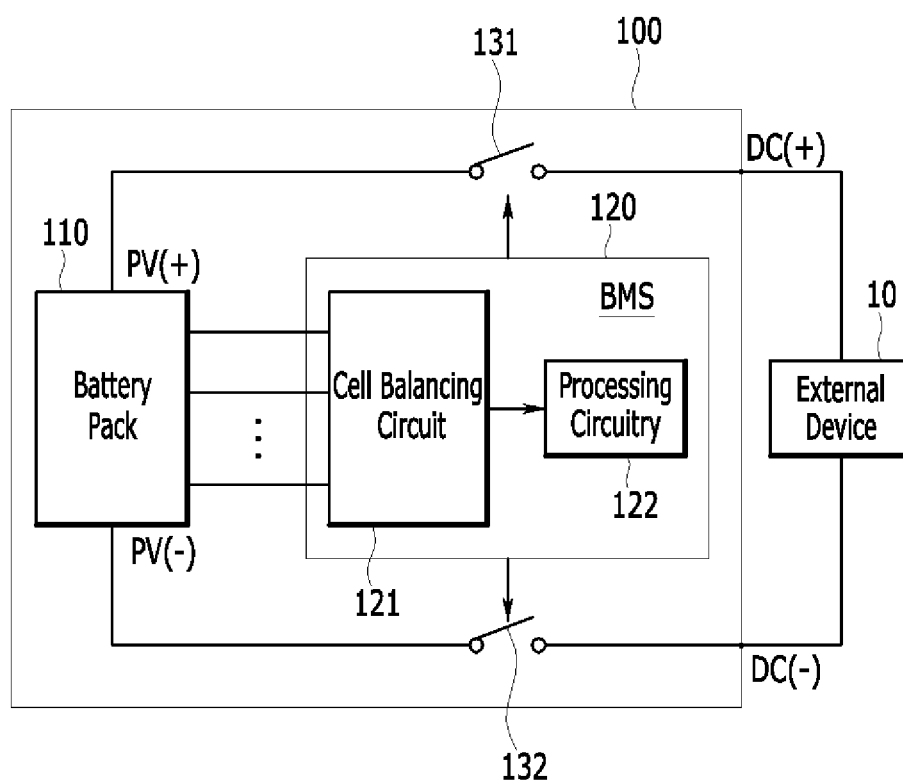 100
131
DC(+)
110
120
PV(+)
BMS
10
Battery
Pack
Cell Balancing
Circuit
Processing
Circuitry
External
Device
122
PV(-)
121
DC(-)
132